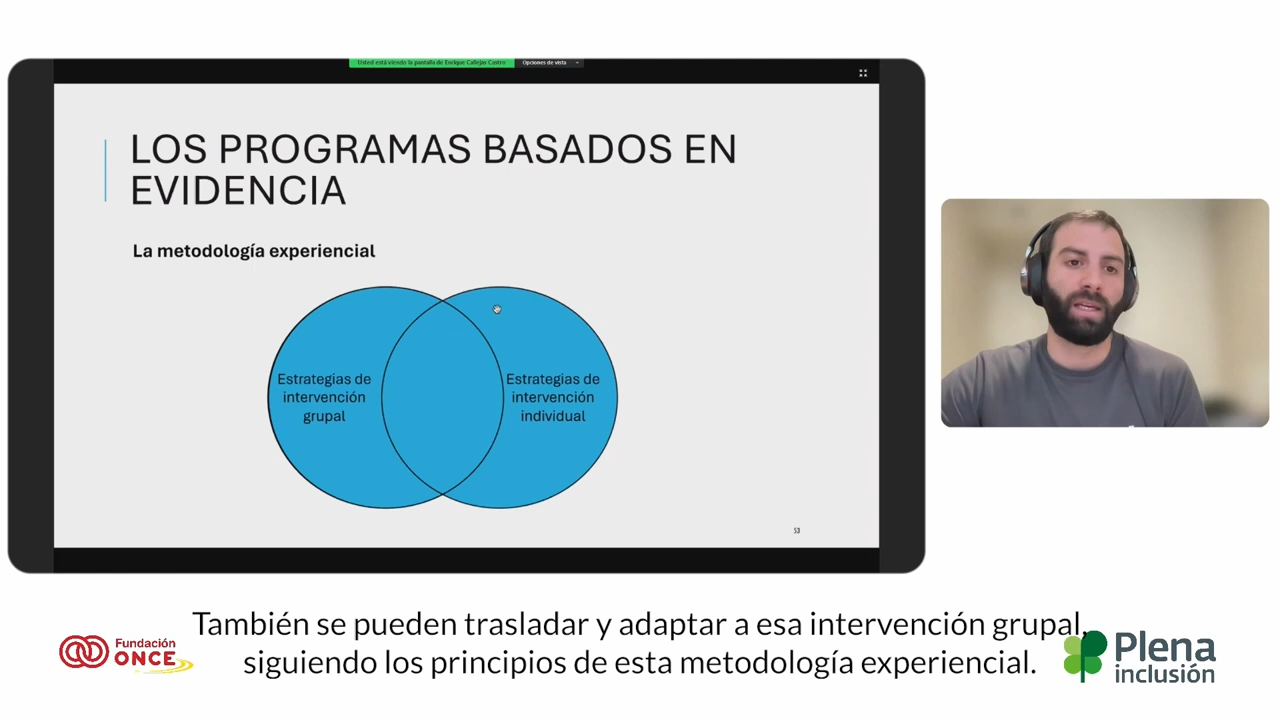 Usted está viendo la pantalla de Enrique Callejas Castro
Opciones de vista
LOS PROGRAMAS BASADOS EN
EVIDENCIA
La metodología experiencial
Estrategias de
intervención
grupal
Estrategias de
intervención
individual
53
También se pueden trasladar y adaptar a esa intervención grupal,
siguiendo los principios de esta metodología experiencial.
Fundación
ONCE
Plena
inclusión